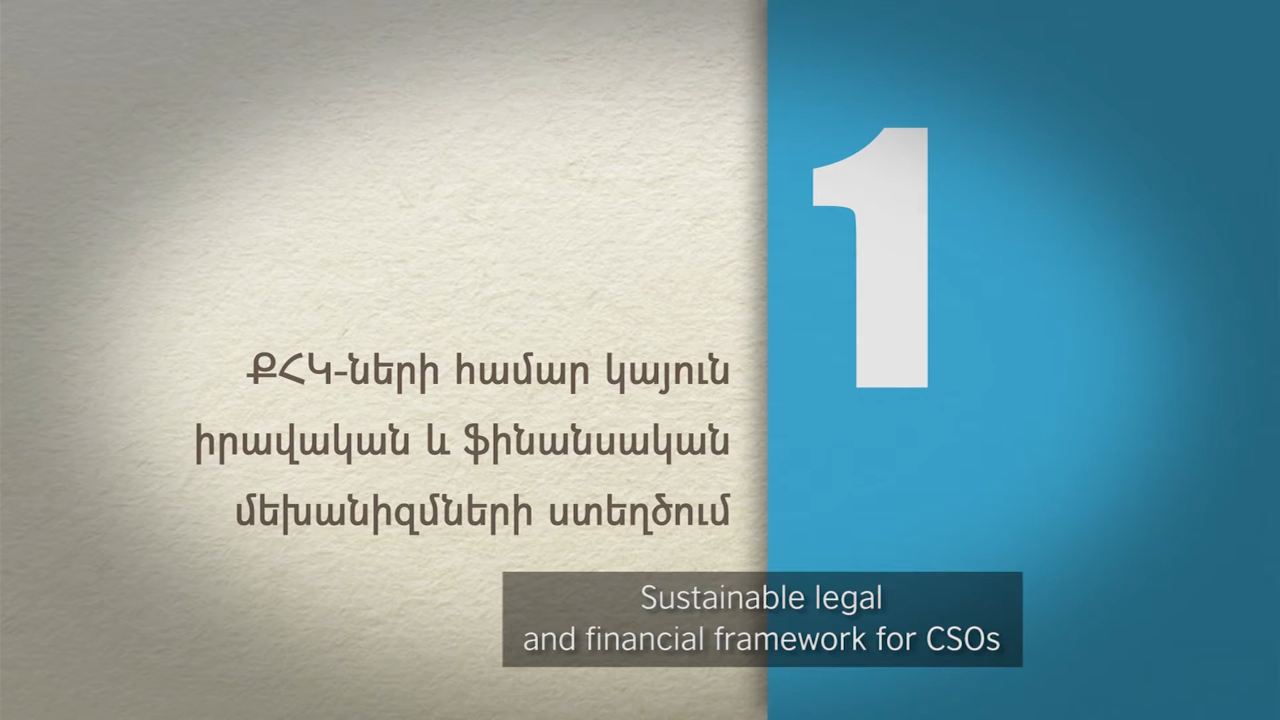 1
ՔՀԿ-ների համար կայուն
իրավական և ֆինանսական
մեխանիզմների ստեղծում
Sustainable legal
and financial framework for CSOs